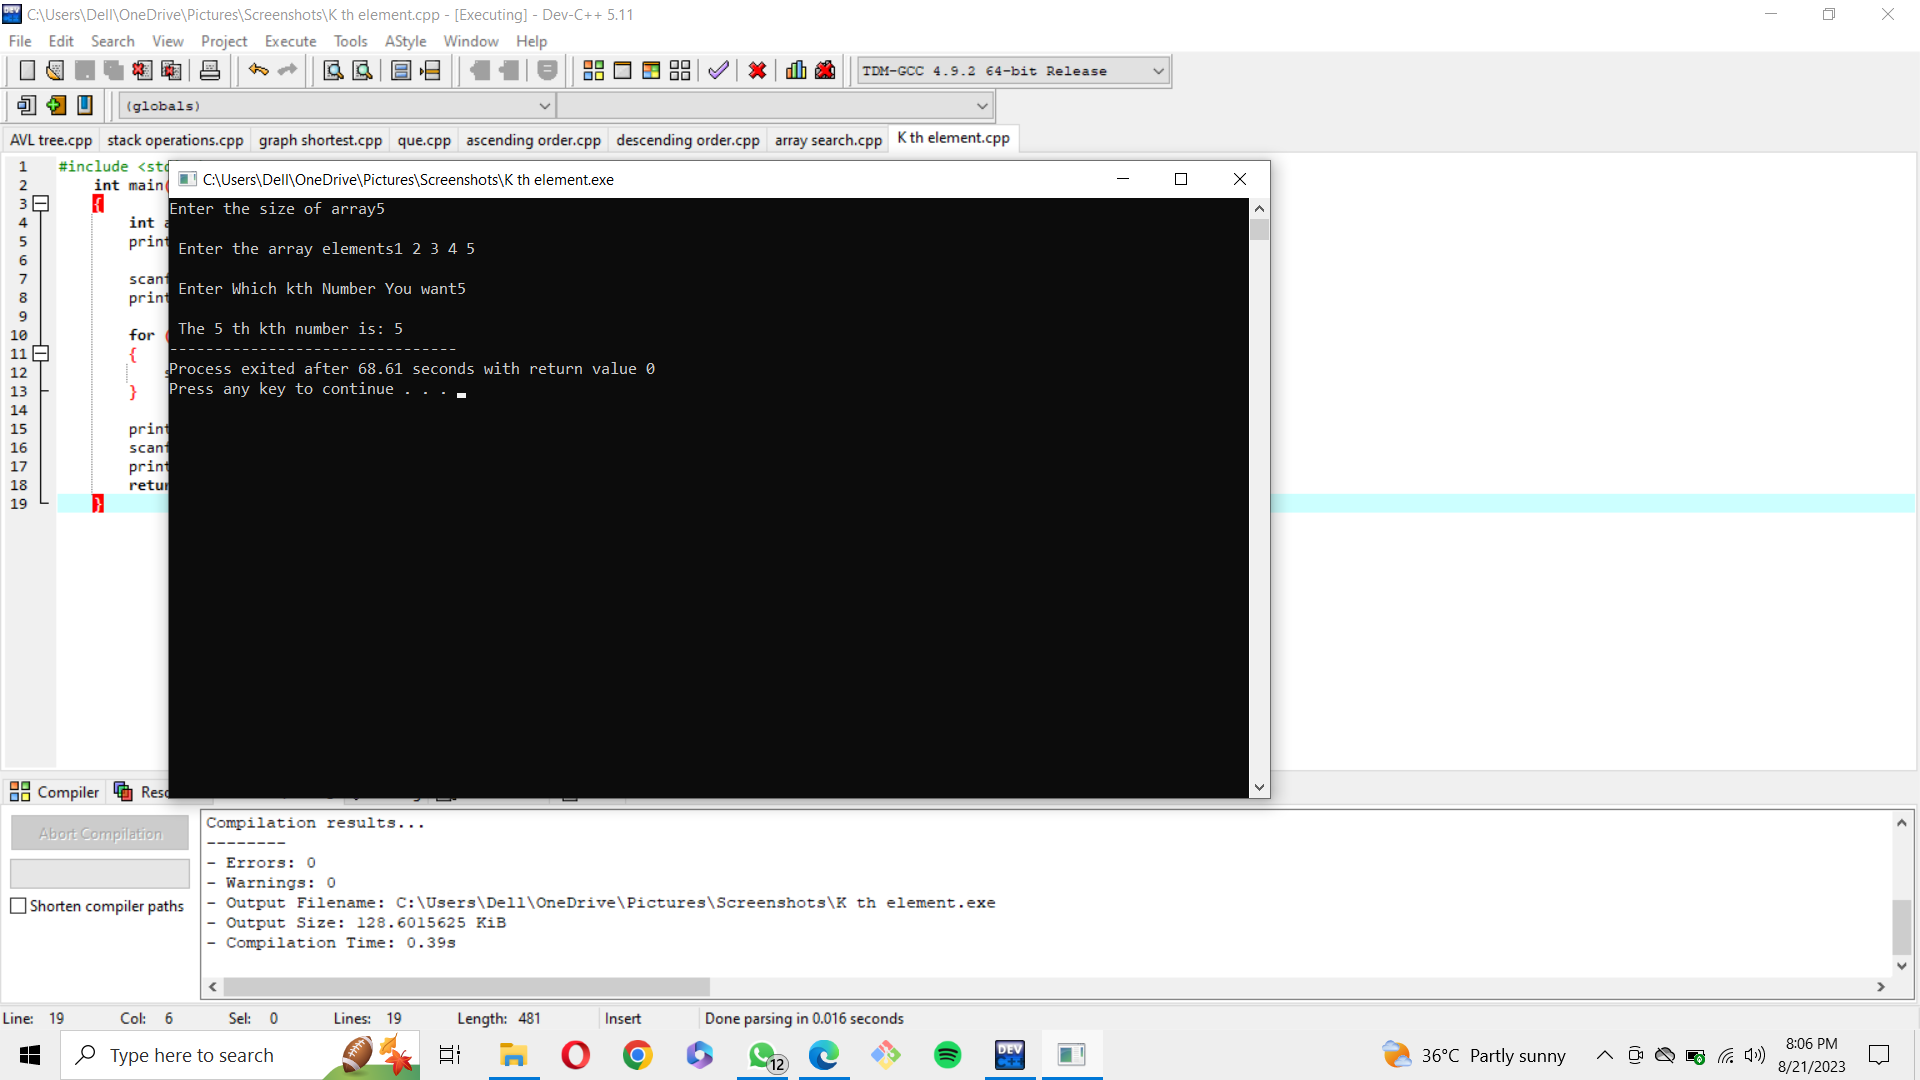 C:\Users\Dell\OneDrive\Pictures\Screenshots\K th element.cpp - [Executing] - Dev-C++ 5.11
File Edit Search View Project Execute Tools AStyle Window Help
TDM-GCC 4.9.2 64-bit Release
(globals)
AVL tree.cpp stack operations.cpp graph shortest.cpp que.cpp ascending order.cpp descending order.cpp array search.cpp K th element.cpp
C:\Users\Dell\OneDrive\Pictures\Screenshots\K th element.exe
Enter the size of array5
Enter the array elements1 2 3 4 5
Enter Which kth Number You want5
The 5 th kth number is: 5
--------------------------------
Process exited after 68.61 seconds with return value 0
Press any key to continue . . .
1 #include
2 int main
3 {
4 int
5
6
7
8
9
10 for
11 {
12
13 }
14
15
16
17
18
19 }
Compiler
Abort Compilation
Shorten compiler paths
Compilation results...
--------
- Errors: 0
- Warnings: 0
- Output Filename: C:\Users\Dell\OneDrive\Pictures\Screenshots\K th element.exe
- Output Size: 128.6015625 KiB
- Compilation Time: 0.39s
Line: 19 Col: 6 Sel: 0 Lines: 19 Length: 481 Insert Done parsing in 0.016 seconds
Type here to search
12
DEV
36°C Partly sunny
8:06 PM
8/21/2023